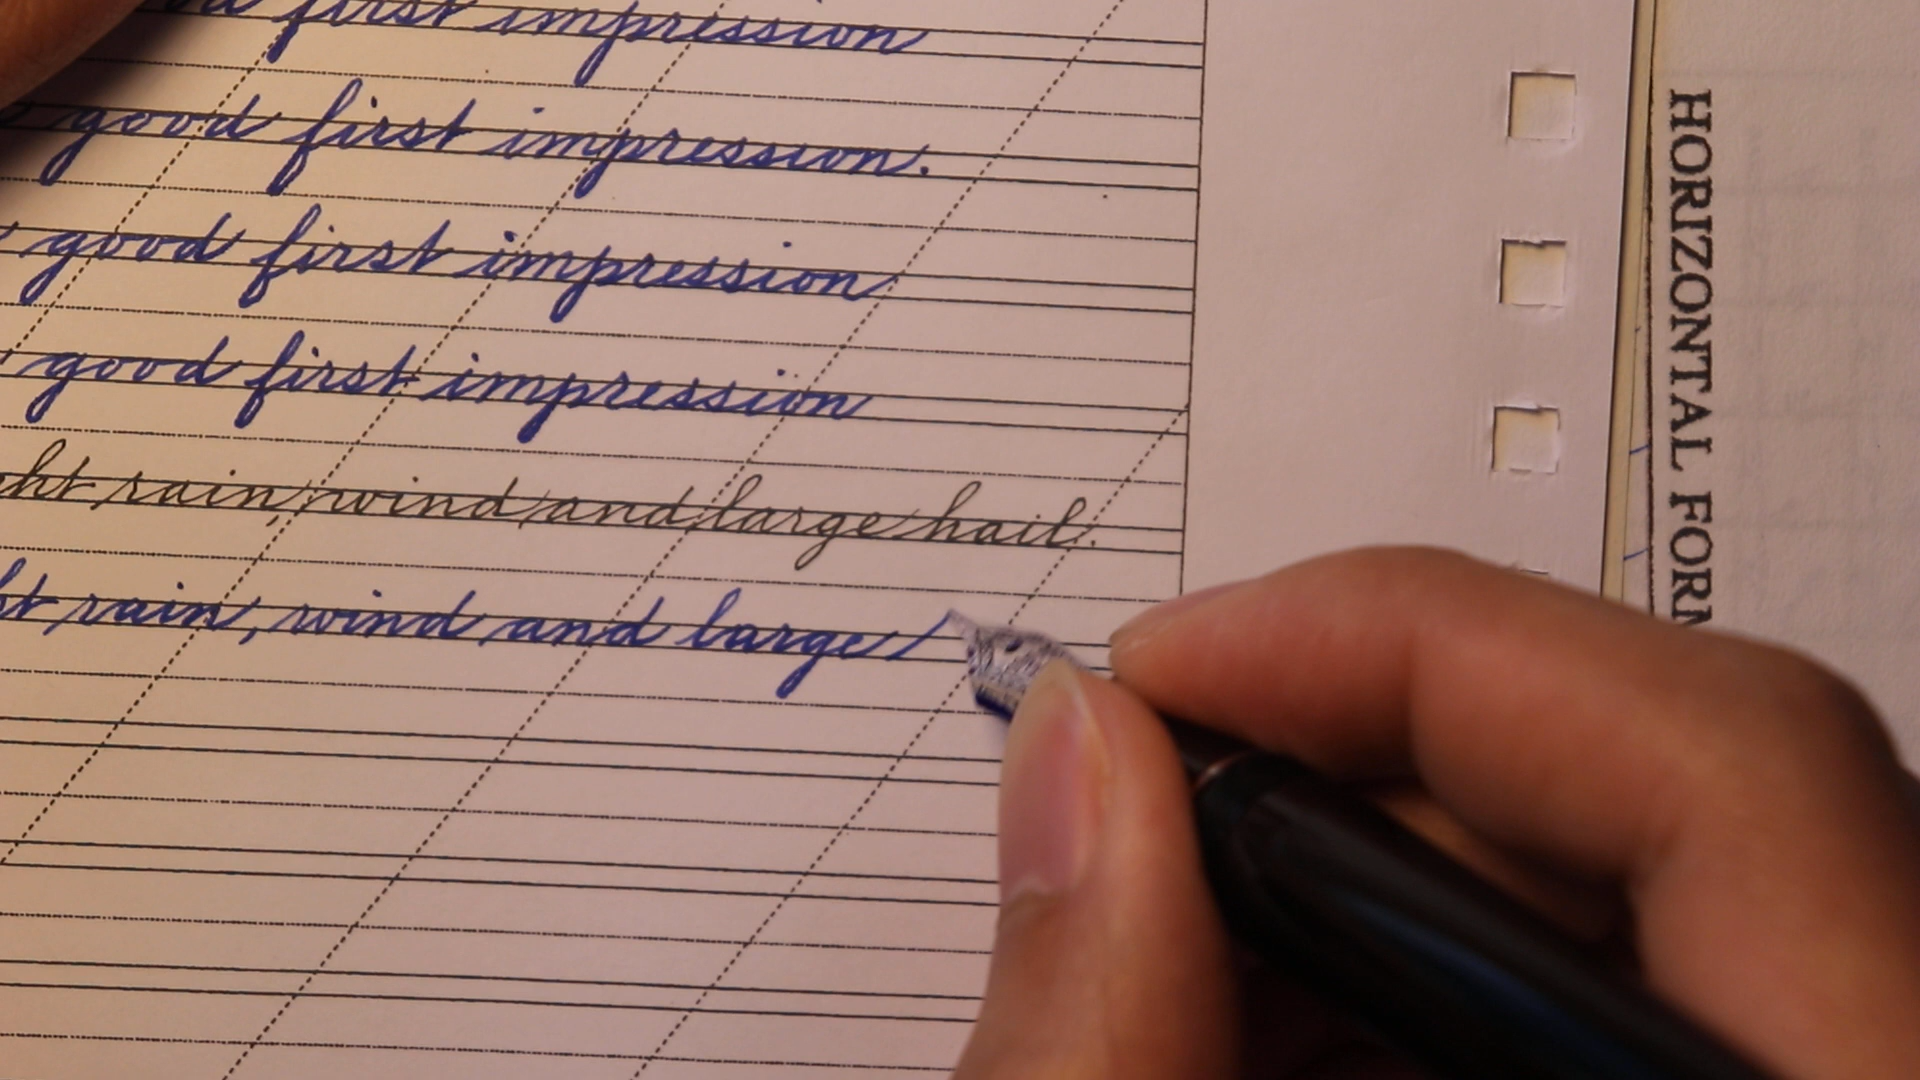 first impression
good first impression.
good first impression
good first impression
rain, wind and large hail.
rain, wind and large
HORIZONTAL